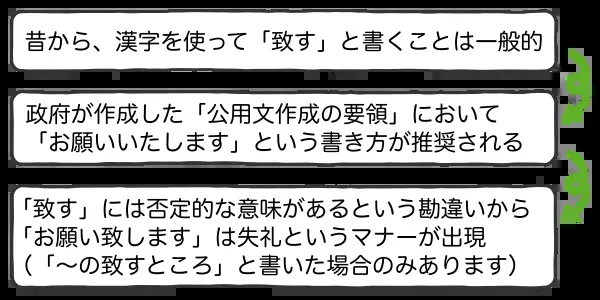 昔から、漢字を使って「致す」と書くことは一般的
政府が作成した「公用文作成の要領」において
「お願いいたします」という書き方が推奨される
「致す」には否定的な意味があるという勘違いから
「お願い致します」は失礼というマナーが出現
(「〜の致すところ」と書いた場合のみあります)